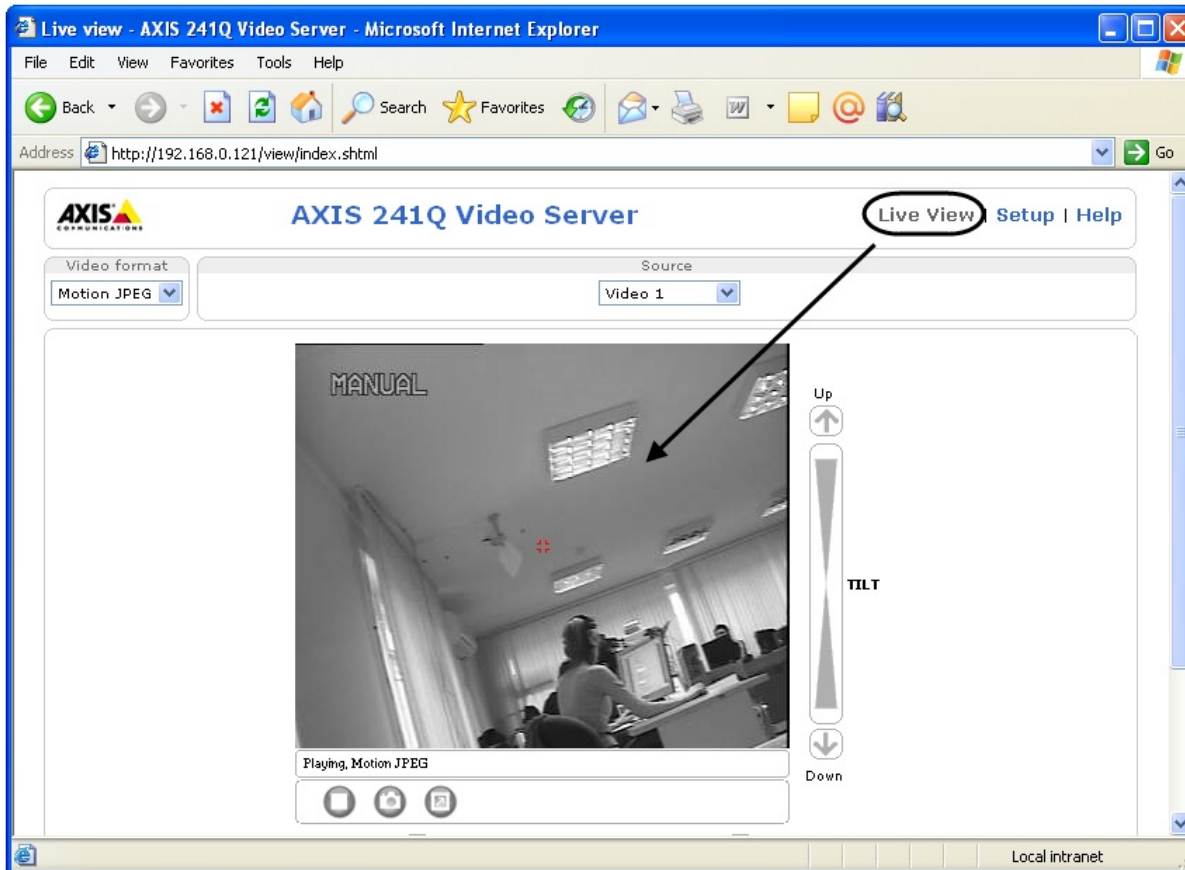 Live view - AXIS 241Q Video Server - Microsoft Internet Explorer
File Edit View Favorites Tools Help
Back Search Favorites
Address http://192.168.0.121/view/index.shtml Go
AXIS COMMUNICATIONS AXIS 241Q Video Server Live View | Setup | Help
Video format Source
Motion JPEG Video 1
MANUAL
Up
TILT
Playing, Motion JPEG
Down
Local intranet